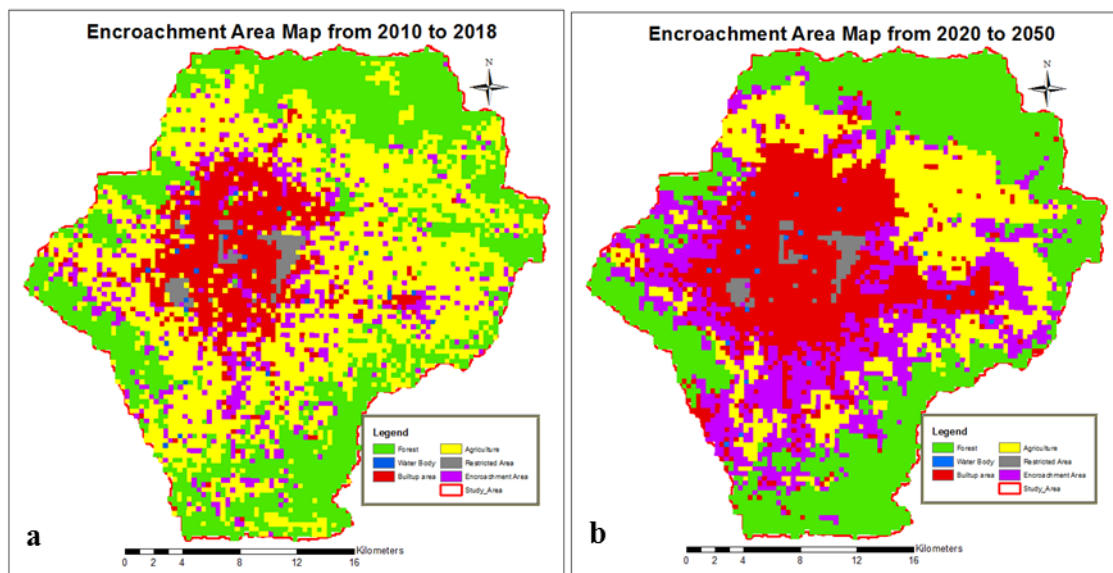 Encroachment Area Map from 2010 to 2018
N
Legend
Forest
Agriculture
Water Body
Restricted Area
Builtup area
Encroachment Area
Study_Area
a
Kilometers
0 2 4 8 12 16
Encroachment Area Map from 2020 to 2050
N
Legend
Forest
Agriculture
Water Body
Restricted Area
Builtup area
Encroachment Area
Study_Area
b
Kilometers
0 2 4 8 12 16